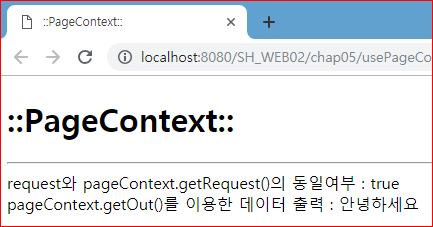 ::PageContext::
localhost:8080/SH_WEB02/chap05/usePageCo
::PageContext::
request와 pageContext.getRequest()의 동일여부 : true
pageContext.getOut()를 이용한 데이터 출력 : 안녕하세요